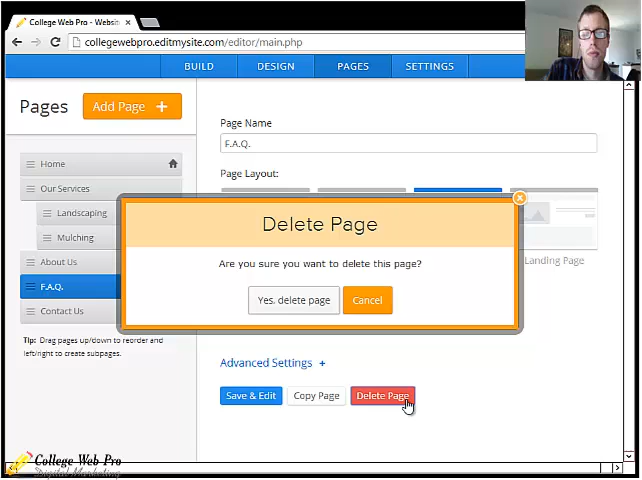 College Web Pro - Websit
collegewebpro.editmysite.com/editor/main.php
BUILD DESIGN PAGES SETTINGS
Pages
Add Page +
Home
Our Services
Landscaping
Mulching
About Us
F.A.Q.
Contact Us
Tip: Drag pages up/down to reorder and
left/right to create subpages.
Page Name
F.A.Q.
Page Layout:
Landing Page
Delete Page
Are you sure you want to delete this page?
Yes, delete page Cancel
Advanced Settings +
Save & Edit Copy Page Delete Page
College Web Pro
Digital Marketing